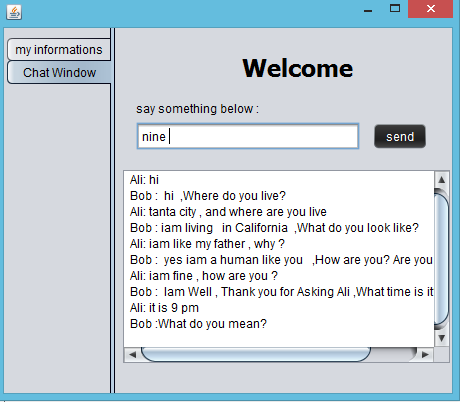 my informations
Chat Window
Welcome
say something below :
nine
send
Ali: hi
Bob :  hi  ,Where do you live?
Ali: tanta city , and where are you live
Bob : iam living   in California  ,What do you look like?
Ali: iam like my father , why ?
Bob :  yes iam a human like you   ,How are you? Are you
Ali: iam fine , how are you ?
Bob :  Iam Well , Thank you for Asking Ali ,What time is it
Ali: it is 9 pm
Bob :What do you mean?